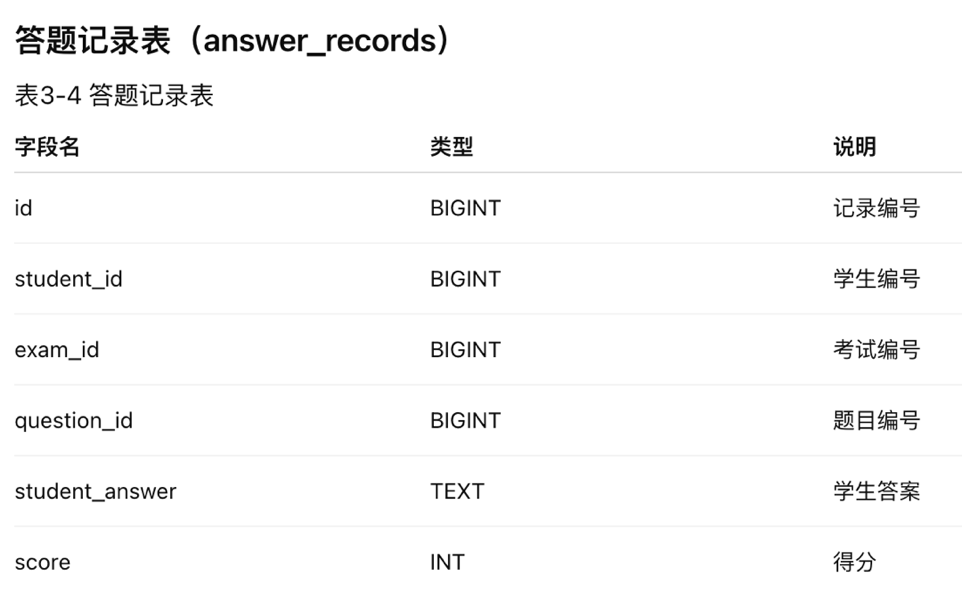 答题记录表（answer_records）
表3-4 答题记录表
字段名 类型 说明
id BIGINT 记录编号
student_id BIGINT 学生编号
exam_id BIGINT 考试编号
question_id BIGINT 题目编号
student_answer TEXT 学生答案
score INT 得分